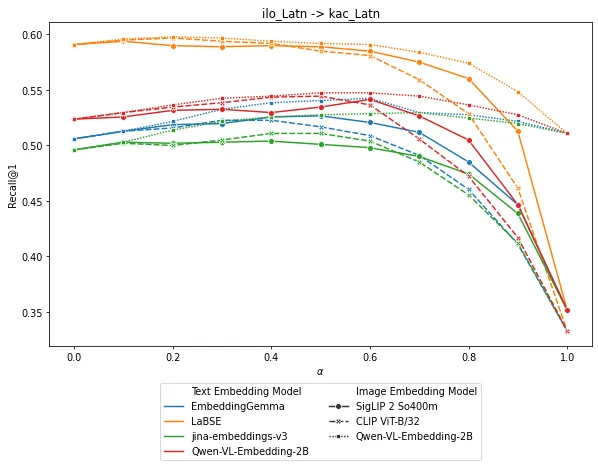 ilo_Latn -> kac_Latn
Recall@1
0.60
0.55
0.50
0.45
0.40
0.35
0.0 0.2 0.4 0.6 0.8 1.0
α
Text Embedding Model
EmbeddingGemma
LaBSE
jina-embeddings-v3
Qwen-VL-Embedding-2B
Image Embedding Model
SigLIP 2 So400m
CLIP ViT-B/32
Qwen-VL-Embedding-2B